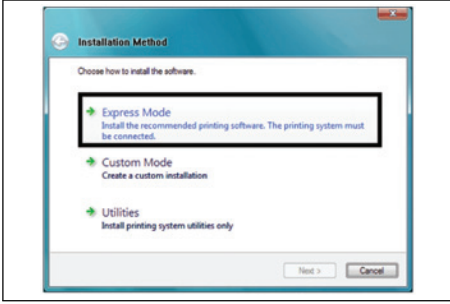 Installation Method
Choose how to install the software.
Express Mode
Install the recommended printing software. The printing system must
be connected.
Custom Mode
Create a custom installation
Utilities
Install printing system utilities only
Next >
Cancel